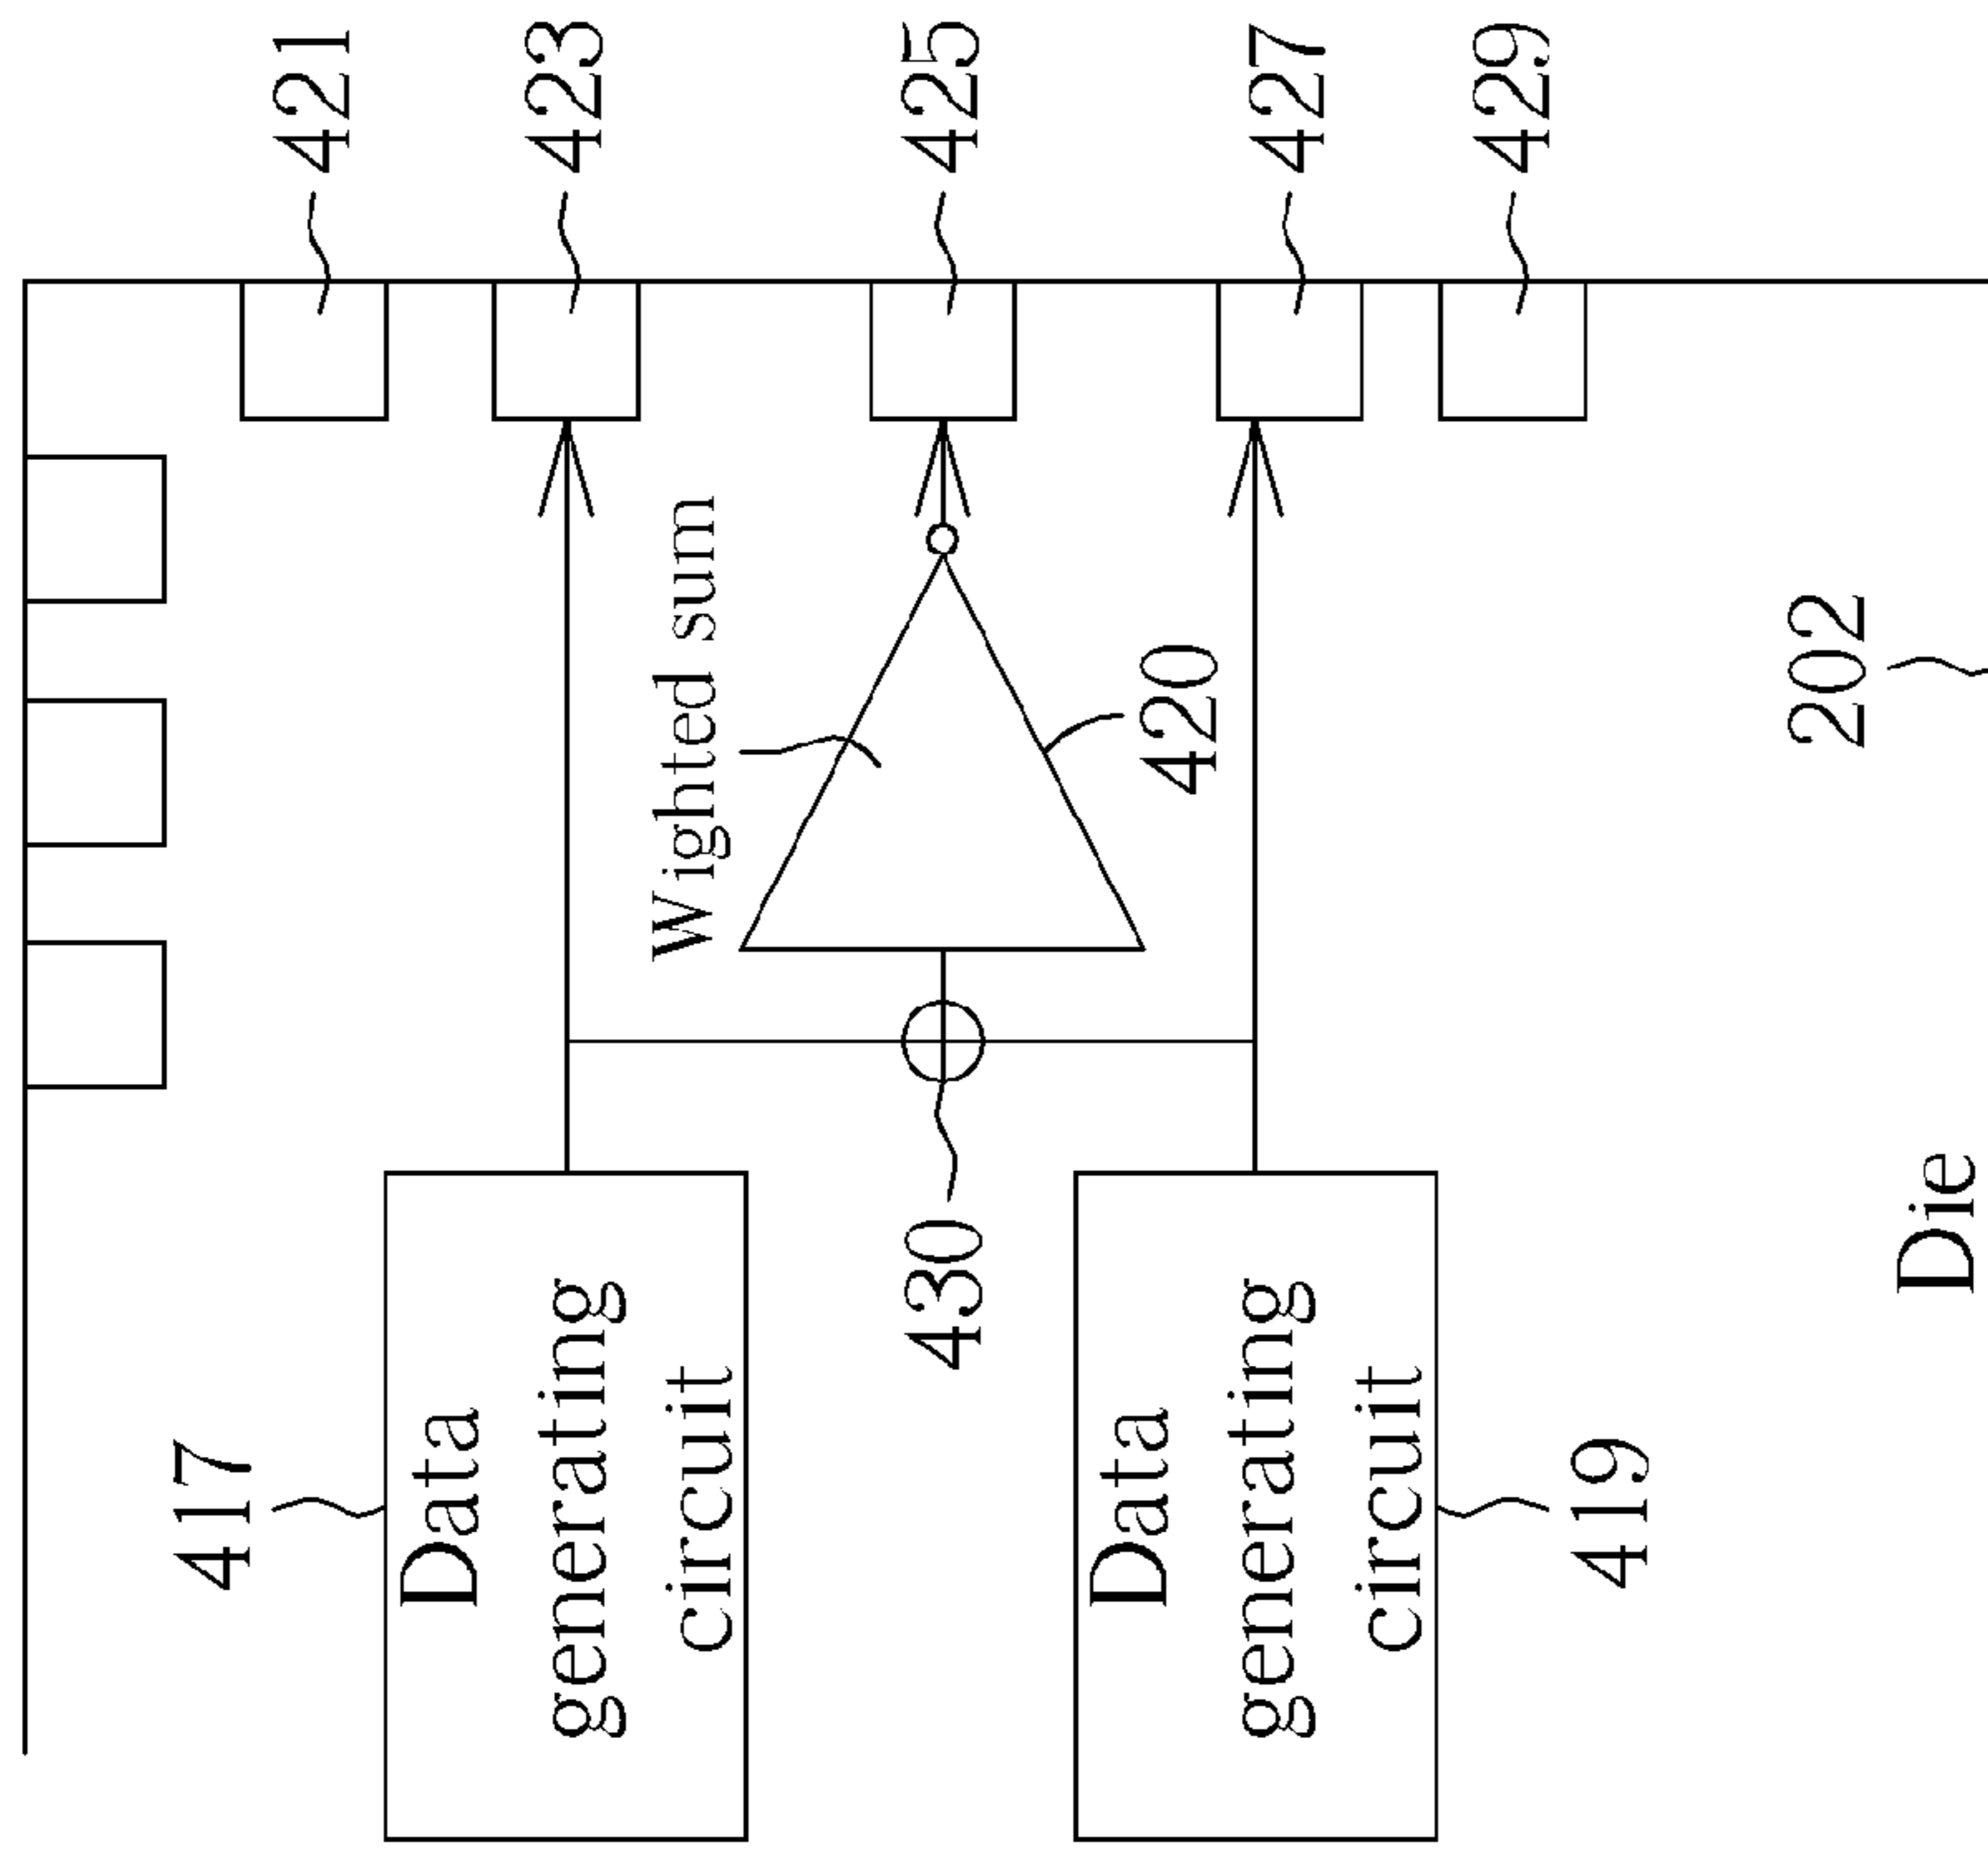 421
423
425
427
429
Wighted sum
420
202
430
417
Data
generating
circuit
Data
generating
circuit
419
Die